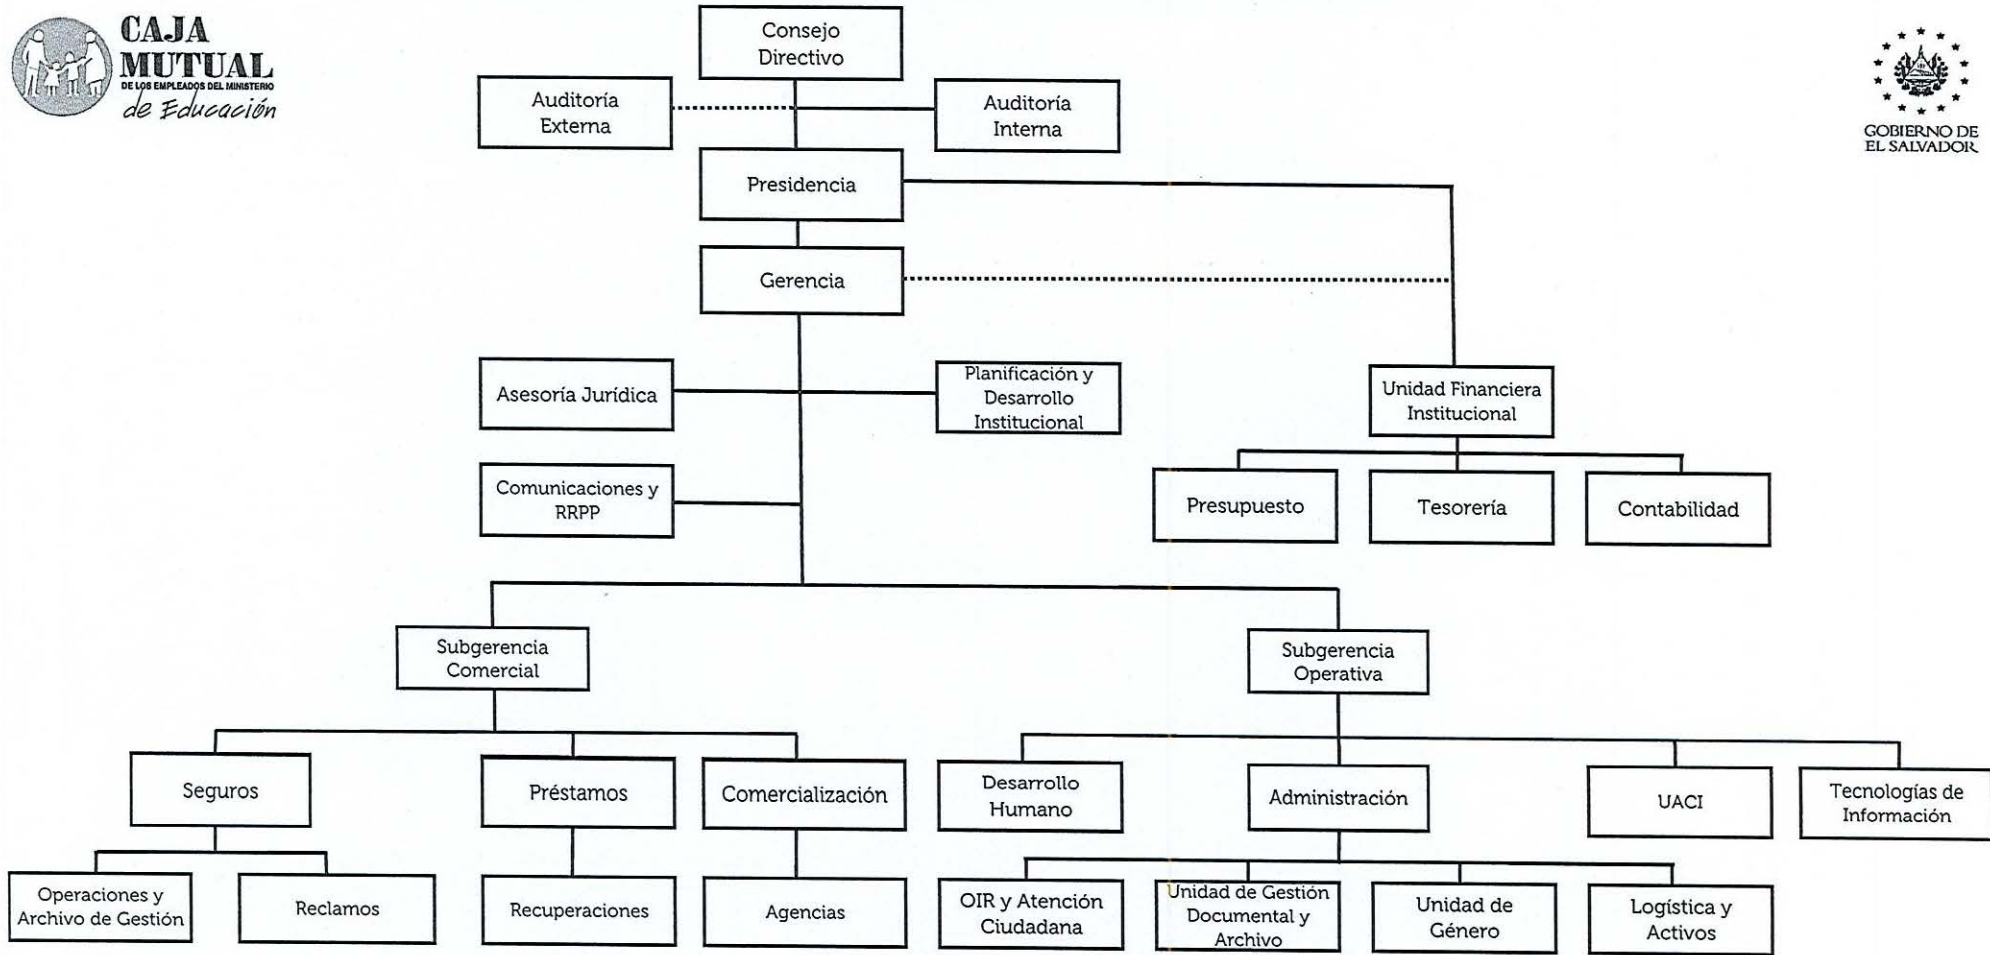 CAJA
MUTUAL
DE LOS EMPLEADOS DEL MINISTERIO
de Educación
GOBIERNO DE
EL SALVADOR
Consejo
Directivo
Auditoría
Externa
Auditoría
Interna
Presidencia
Gerencia
Asesoría Jurídica
Planificación y
Desarrollo
Institucional
Unidad Financiera
Institucional
Comunicaciones y
RRPP
Presupuesto
Tesorería
Contabilidad
Subgerencia
Comercial
Subgerencia
Operativa
Seguros
Préstamos
Comercialización
Desarrollo
Humano
Administración
UACI
Tecnologías de
Información
Operaciones y
Archivo de Gestión
Reclamos
Recuperaciones
Agencias
OIR y Atención
Ciudadana
Unidad de Gestión
Documental y
Archivo
Unidad de
Género
Logística y
Activos